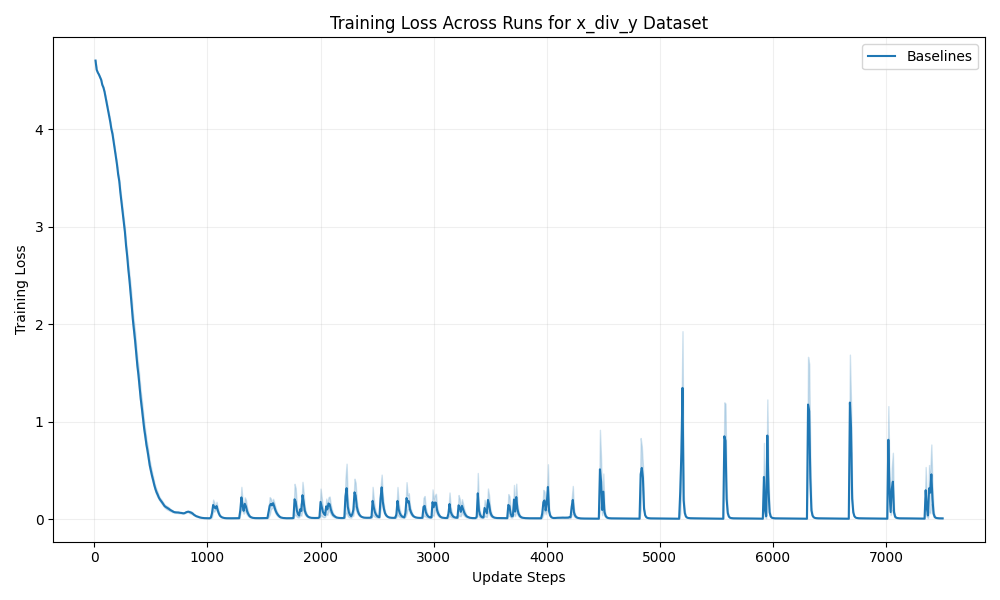 Training Loss Across Runs for x_div_y Dataset
Baselines
Training Loss
4
3
2
1
0
0 1000 2000 3000 4000 5000 6000 7000
Update Steps